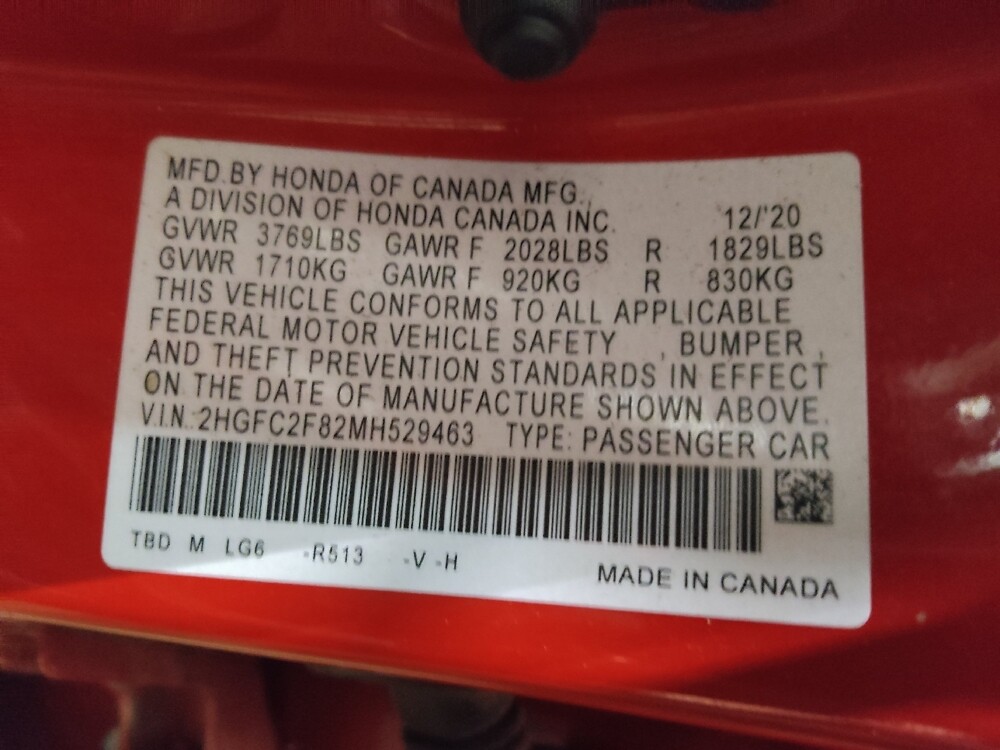 MFD.BY HONDA OF CANADA MFG.,
A DIVISION OF HONDA CANADA INC. 12/'20
GVWR 3769LBS GAWR F 2028LBS R 1829LBS
GVWR 1710KG GAWR F 920KG R 830KG
THIS VEHICLE CONFORMS TO ALL APPLICABLE
FEDERAL MOTOR VEHICLE SAFETY , BUMPER ,
AND THEFT PREVENTION STANDARDS IN EFFECT
ON THE DATE OF MANUFACTURE SHOWN ABOVE.
V.I.N.:2HGFC2F82MH529463 TYPE: PASSENGER CAR
TBD M LG6 -R513 -V -H
MADE IN CANADA